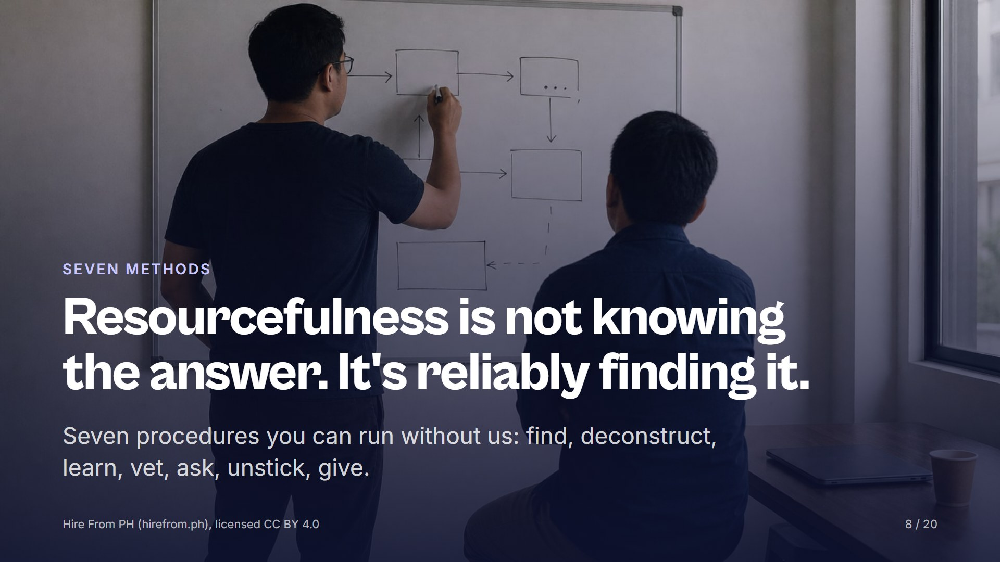 SEVEN METHODS
Resourcefulness is not knowing
the answer. It's reliably finding it.
Seven procedures you can run without us: find, deconstruct,
learn, vet, ask, unstick, give.
Hire From PH (hirefrom.ph), licensed CC BY 4.0
8 / 20